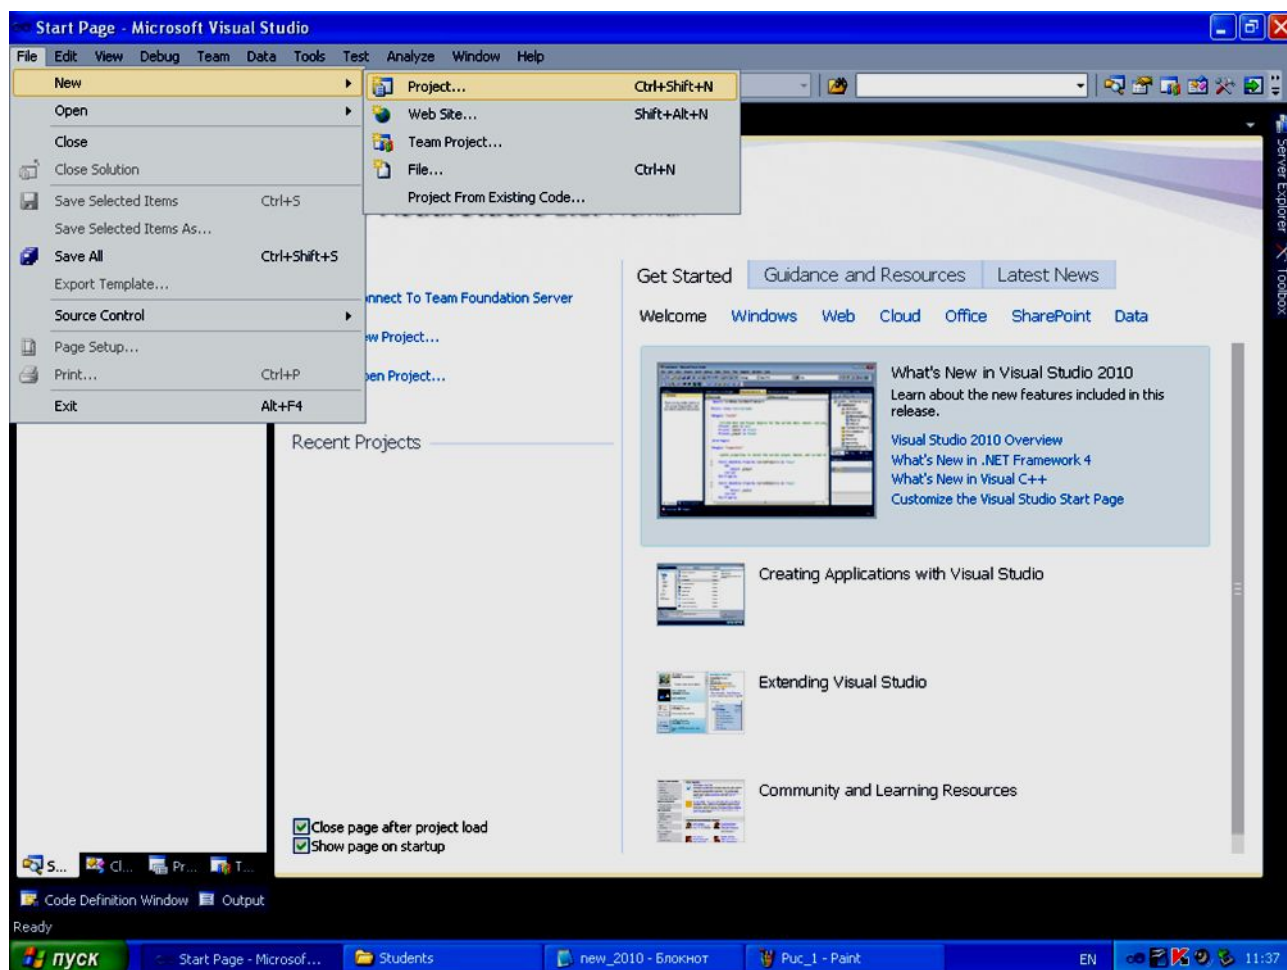 Start Page - Microsoft Visual Studio
File Edit View Debug Team Data Tools Test Analyze Window Help
New
Open
Close
Close Solution
Save Selected Items Ctrl+S
Save Selected Items As...
Save All Ctrl+Shift+S
Export Template...
Source Control
Page Setup...
Print... Ctrl+P
Exit Alt+F4
Project... Ctrl+Shift+N
Web Site... Shift+Alt+N
Team Project...
File... Ctrl+N
Project From Existing Code...
Server Explorer
Toolbox
To Team Foundation Server
Project...
Project...
Recent Projects
Close page after project load
Show page on startup
Get Started Guidance and Resources Latest News
Welcome Windows Web Cloud Office SharePoint Data
What's New in Visual Studio 2010
Learn about the new features included in this
release.
Visual Studio 2010 Overview
What's New in .NET Framework 4
What's New in Visual C++
Customize the Visual Studio Start Page
Creating Applications with Visual Studio
Extending Visual Studio
Community and Learning Resources
S... Cl... Pr... T...
Code Definition Window Output
Ready
пуск Start Page - Microsof... Students new_2010 - Блокнот Рис_1 - Paint EN 11:37